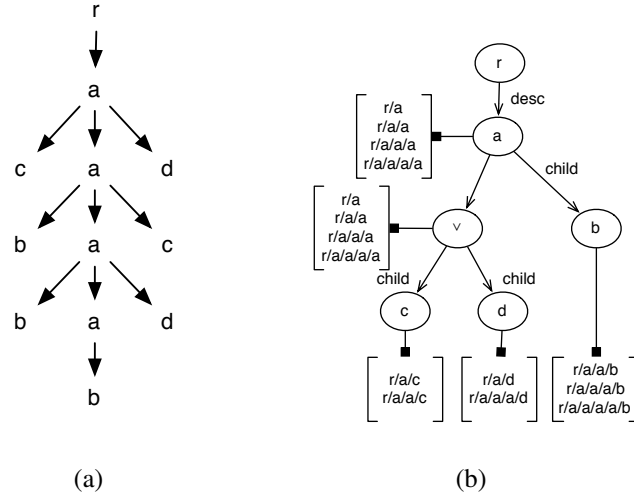 r
a
c a d
b a c
b a d
b
(a)
r
desc
r/a
r/a/a
r/a/a/a
r/a/a/a/a
a
child
r/a
r/a/a
r/a/a/a
r/a/a/a/a
∨
b
child child
c d
r/a/c
r/a/a/c
r/a/d
r/a/a/a/d
r/a/a/b
r/a/a/a/b
r/a/a/a/a/b
(b)